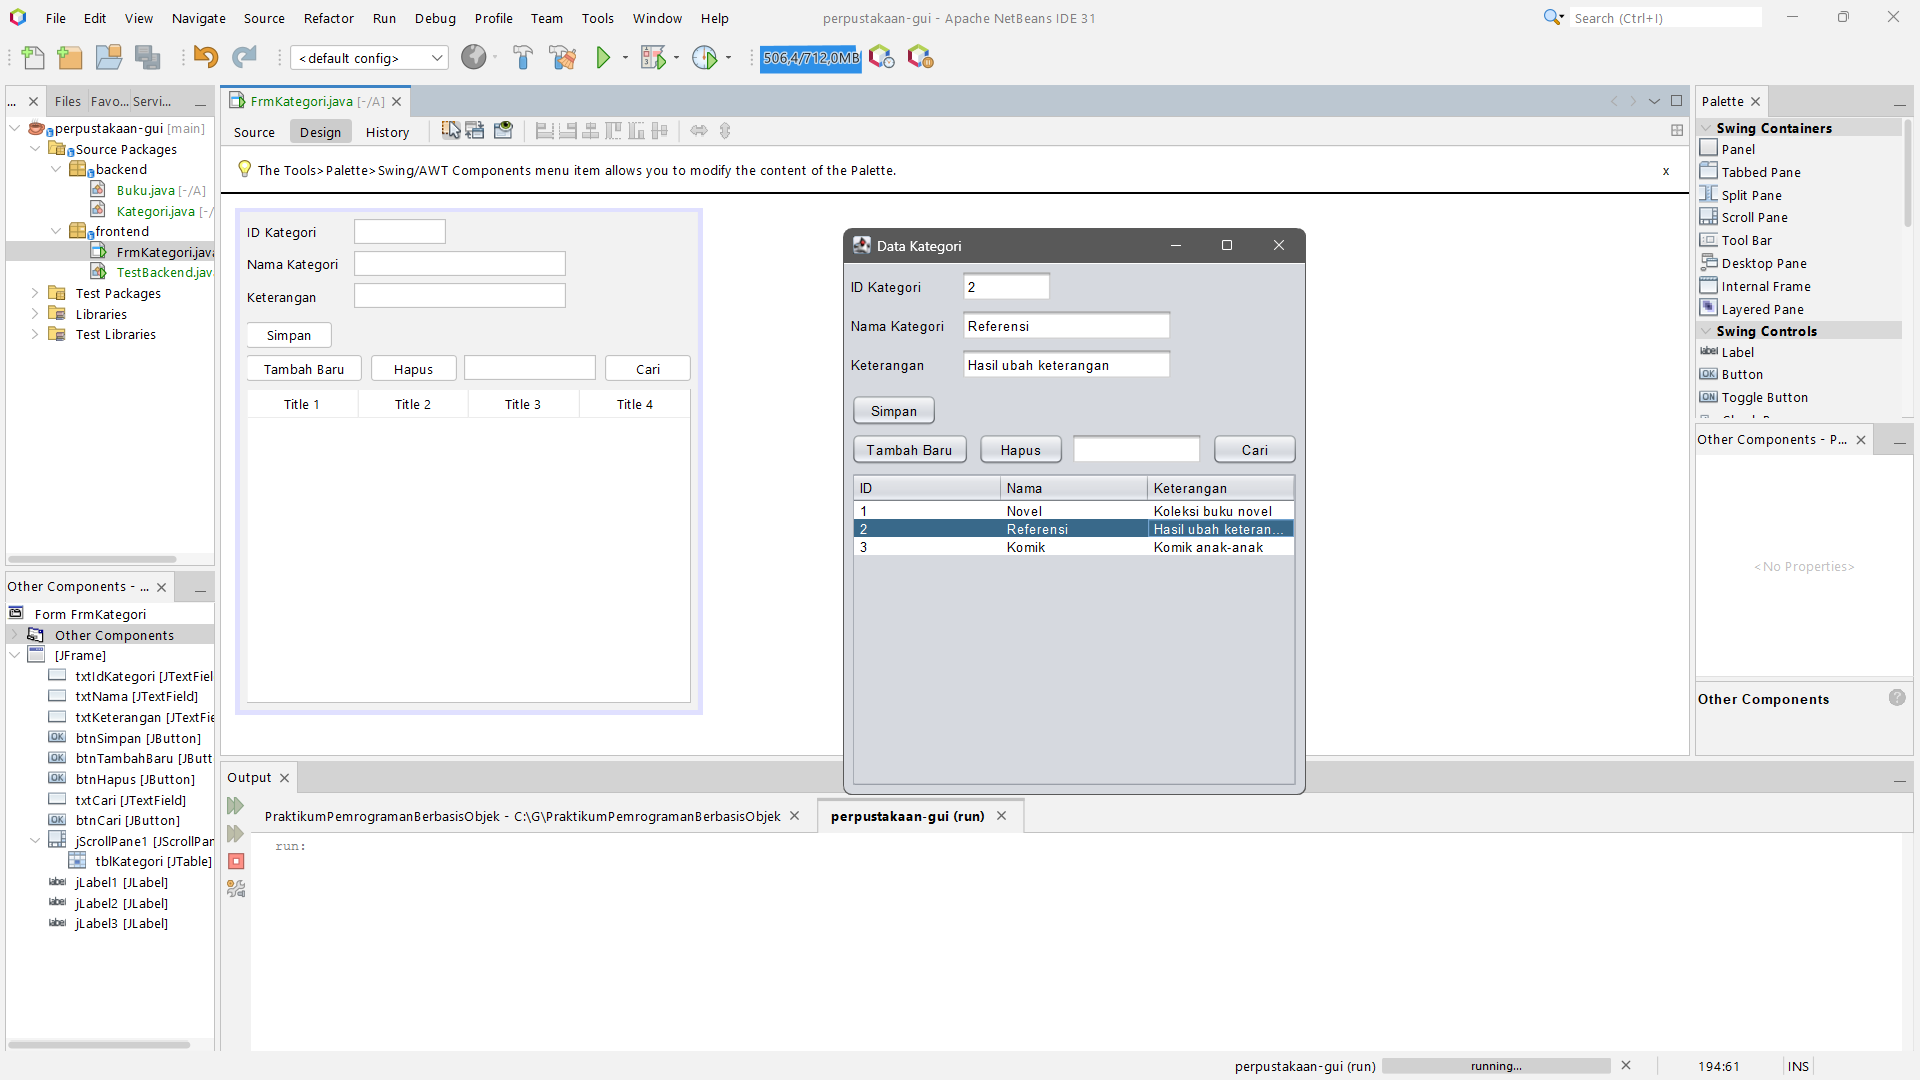 File Edit View Navigate Source Refactor Run Debug Profile Team Tools Window Help
perpustakaan-gui - Apache NetBeans IDE 31
Search (Ctrl+I)
<default config>
506,4/712,0MB
... Files Favo... Servi...
perpustakaan-gui [main]
Source Packages
backend
Buku.java [-/A]
Kategori.java [-/
frontend
FrmKategori.java
TestBackend.jav
Test Packages
Libraries
Test Libraries
Other Components - ...
Form FrmKategori
Other Components
[JFrame]
txtIdKategori [JTextFiel
txtNama [JTextField]
txtKeterangan [JTextFie
btnSimpan [JButton]
btnTambahBaru [JButt
btnHapus [JButton]
txtCari [JTextField]
btnCari [JButton]
jScrollPane1 [JScrollPan
tblKategori [JTable]
jLabel1 [JLabel]
jLabel2 [JLabel]
jLabel3 [JLabel]
FrmKategori.java [-/A]
Source Design History
The Tools>Palette>Swing/AWT Components menu item allows you to modify the content of the Palette.
x
ID Kategori
Nama Kategori
Keterangan
Simpan
Tambah Baru Hapus Cari
Title 1 Title 2 Title 3 Title 4
Data Kategori
ID Kategori 2
Nama Kategori Referensi
Keterangan Hasil ubah keterangan
Simpan
Tambah Baru Hapus Cari
ID Nama Keterangan
1 Novel Koleksi buku novel
2 Referensi Hasil ubah keteran...
3 Komik Komik anak-anak
Output
PraktikumPemrogramanBerbasisObjek - C:\G\PraktikumPemrogramanBerbasisObjek
perpustakaan-gui (run)
run:
Palette
Swing Containers
Panel
Tabbed Pane
Split Pane
Scroll Pane
Tool Bar
Desktop Pane
Internal Frame
Layered Pane
Swing Controls
label Label
OK Button
ON Toggle Button
Other Components - P...
<No Properties>
Other Components
perpustakaan-gui (run) running... 194:61 INS